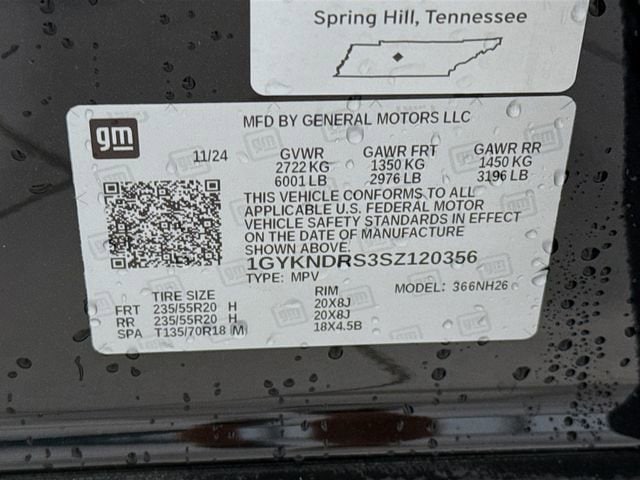 Spring Hill, Tennessee
gm
MFD BY GENERAL MOTORS LLC
11/24 GVWR GAWR FRT GAWR RR
2722 KG 1350 KG 1450 KG
6001 LB 2976 LB 3196 LB
THIS VEHICLE CONFORMS TO ALL
APPLICABLE U.S. FEDERAL MOTOR
VEHICLE SAFETY STANDARDS IN EFFECT
ON THE DATE OF MANUFACTURE
SHOWN ABOVE.
1GYKNDRS3SZ120356
TYPE: MPV MODEL: 366NH26
TIRE SIZE RIM
FRT 235/55R20 H 20X8J
RR 235/55R20 H 20X8J
SPA T135/70R18 M 18X4.5B